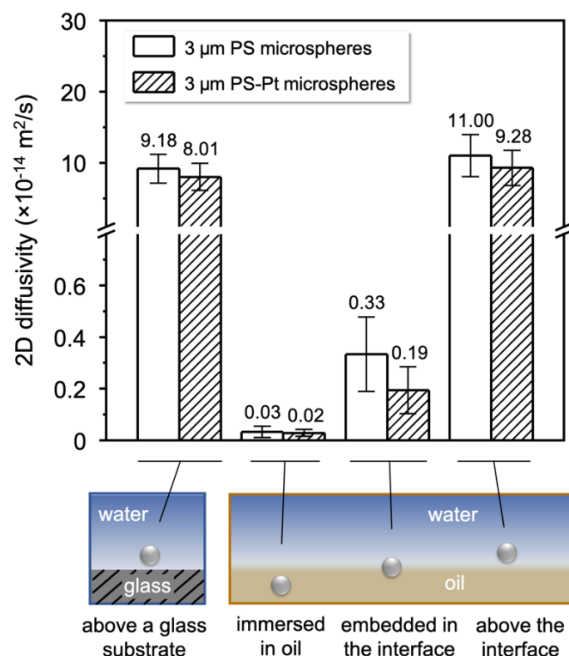 30
20
10
0.6
0.4
0.2
0
2D diffusivity (×10⁻¹⁴ m²/s)
3 µm PS microspheres
3 µm PS-Pt microspheres
9.18
8.01
0.03
0.02
0.33
0.19
11.00
9.28
water
glass
water
oil
above a glass
substrate
immersed
in oil
embedded in
the interface
above the
interface